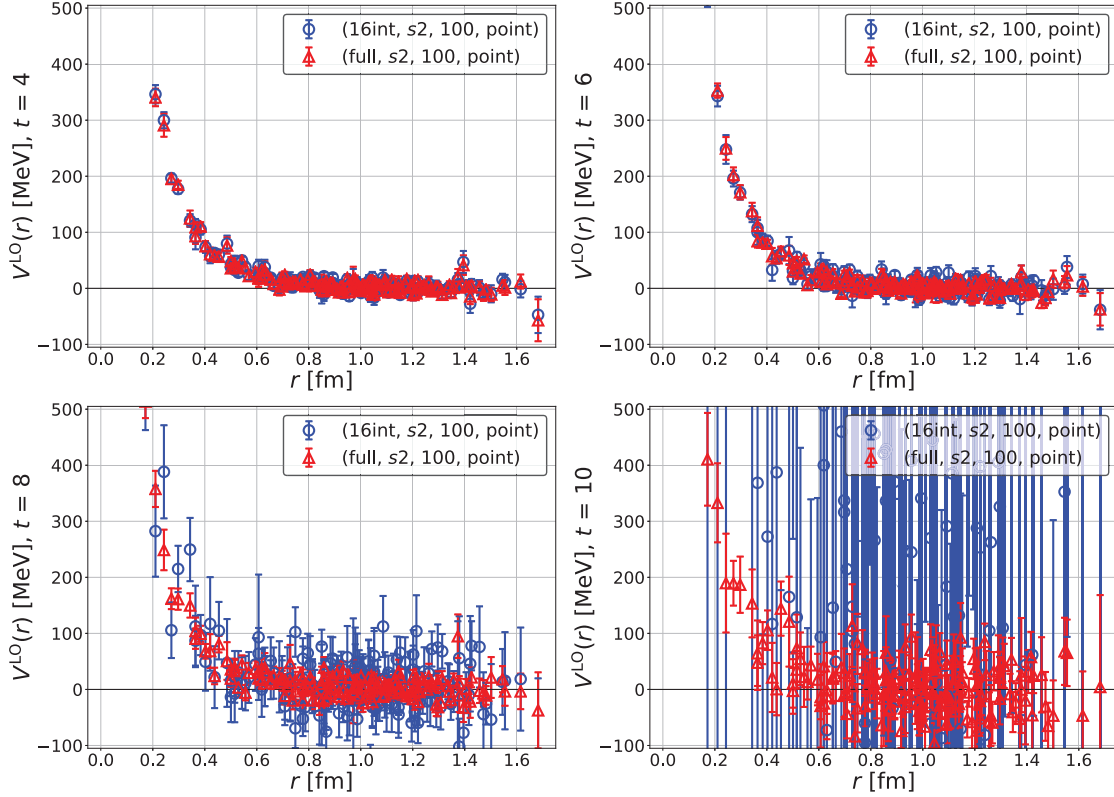 500
400
300
200
100
0
−100
V^LO(r) [MeV], t = 4
(16int, s2, 100, point)
(full, s2, 100, point)
0.0 0.2 0.4 0.6 0.8 1.0 1.2 1.4 1.6
r [fm]
500
400
300
200
100
0
−100
V^LO(r) [MeV], t = 6
(16int, s2, 100, point)
(full, s2, 100, point)
0.0 0.2 0.4 0.6 0.8 1.0 1.2 1.4 1.6
r [fm]
500
400
300
200
100
0
−100
V^LO(r) [MeV], t = 8
(16int, s2, 100, point)
(full, s2, 100, point)
0.0 0.2 0.4 0.6 0.8 1.0 1.2 1.4 1.6
r [fm]
500
400
300
200
100
0
−100
V^LO(r) [MeV], t = 10
(16int, s2, 100, point)
(full, s2, 100, point)
0.0 0.2 0.4 0.6 0.8 1.0 1.2 1.4 1.6
r [fm]